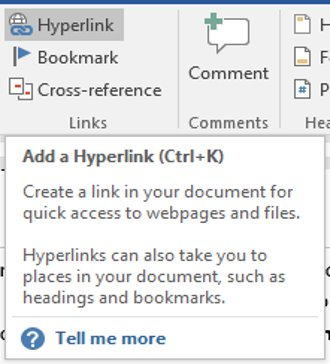 Hyperlink
Bookmark
Cross-reference
Links
Comment
Comments
H
F
#
Hea
Add a Hyperlink (Ctrl+K)
Create a link in your document for
quick access to webpages and files.
Hyperlinks can also take you to
places in your document, such as
headings and bookmarks.
Tell me more